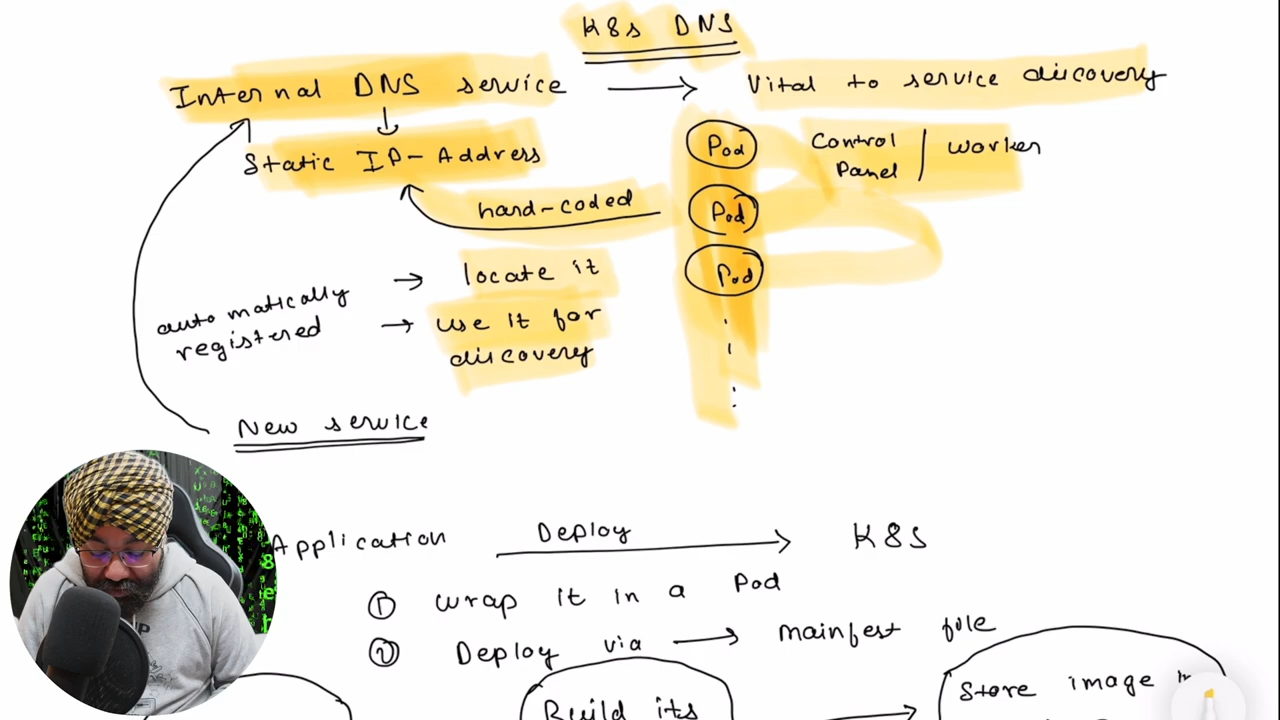 K8s DNS
Internal DNS service → Vital to service discovery
Static IP-Address
Pod
Control Panel / Worker
hard-coded
Pod
Pod
automatically registered
→ locate it
→ use it for discovery
New service
Application Deploy → K8s
① Wrap it in a Pod
② Deploy via → mainfest file
Build its
Store image